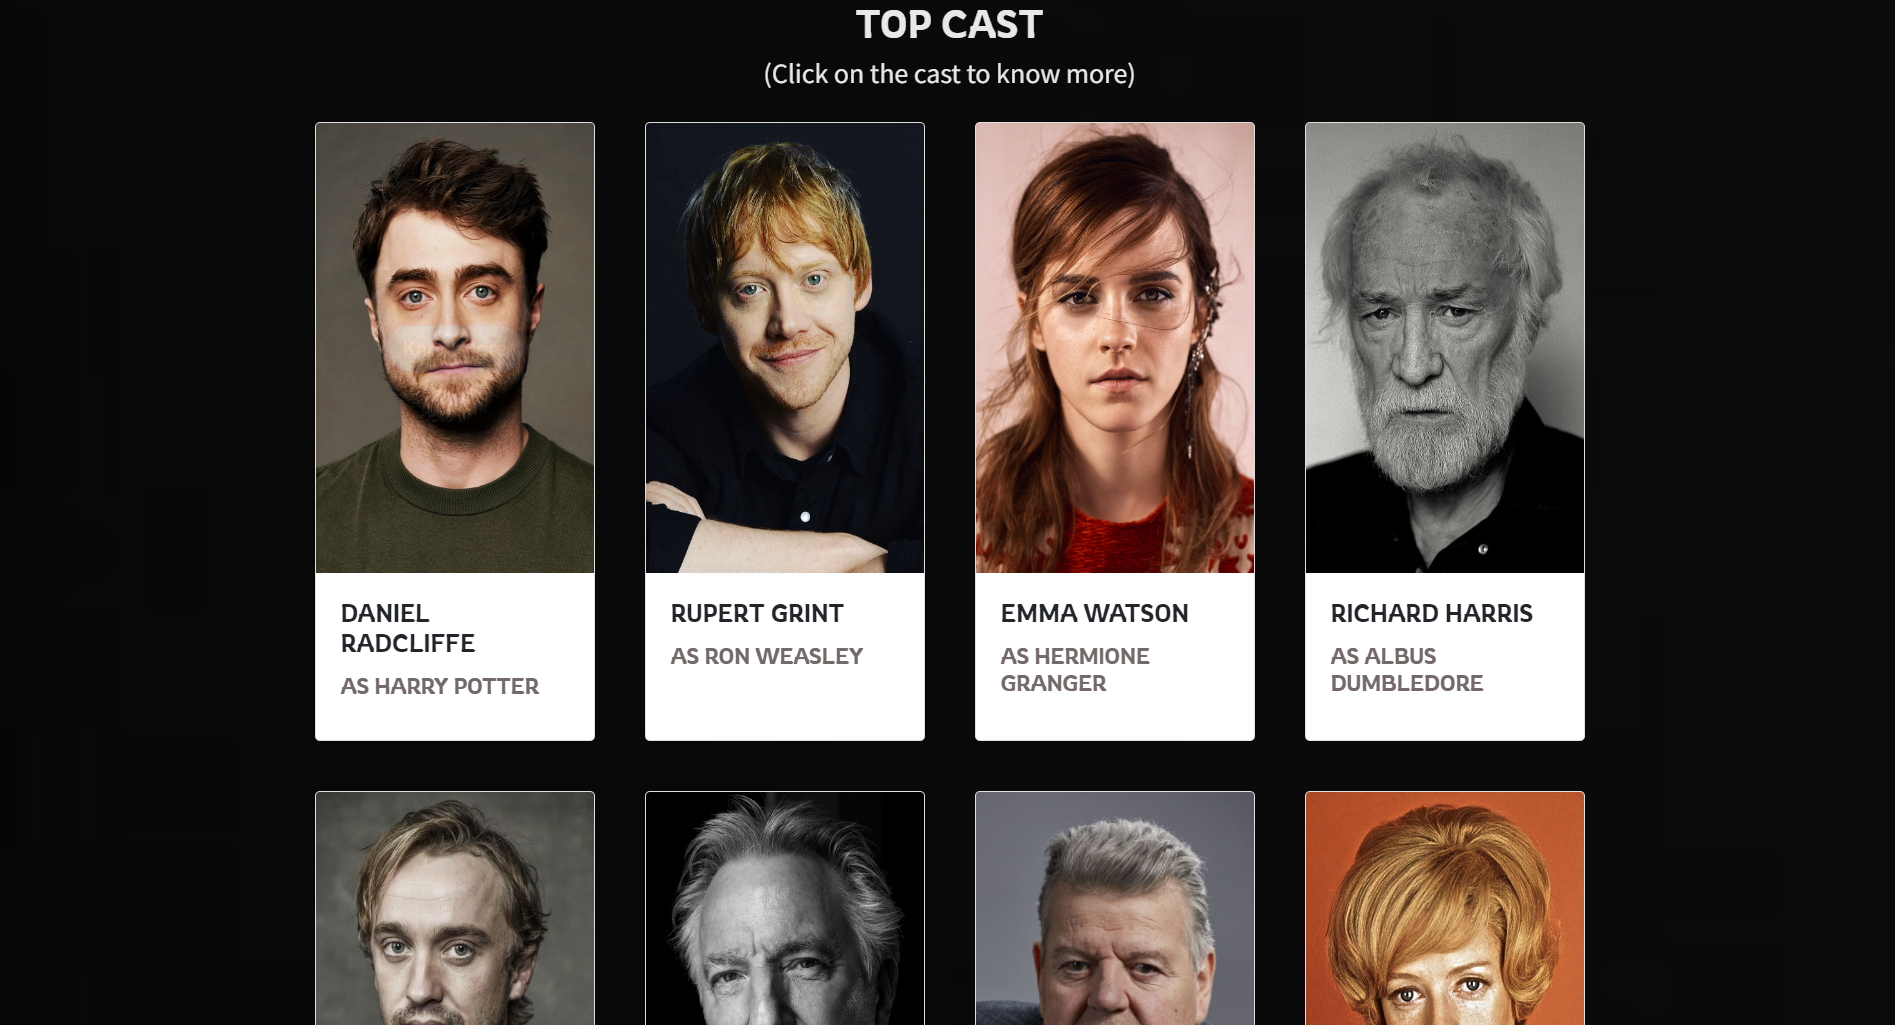 TOP CAST
(Click on the cast to know more)
DANIEL
RADCLIFFE
AS HARRY POTTER
RUPERT GRINT
AS RON WEASLEY
EMMA WATSON
AS HERMIONE
GRANGER
RICHARD HARRIS
AS ALBUS
DUMBLEDORE